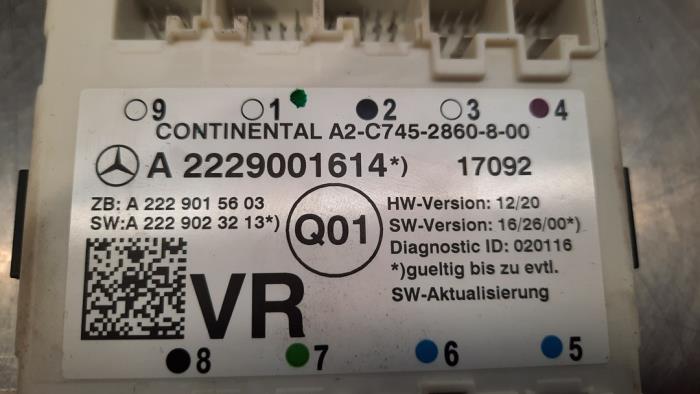 9 1 2 3 4
CONTINENTAL A2-C745-2860-8-00
A 2229001614*) 17092
ZB: A 222 901 56 03
SW:A 222 902 32 13*)
Q01
HW-Version: 12/20
SW-Version: 16/26/00*)
Diagnostic ID: 020116
*)gueltig bis zu evtl.
SW-Aktualisierung
VR
8 7 6 5